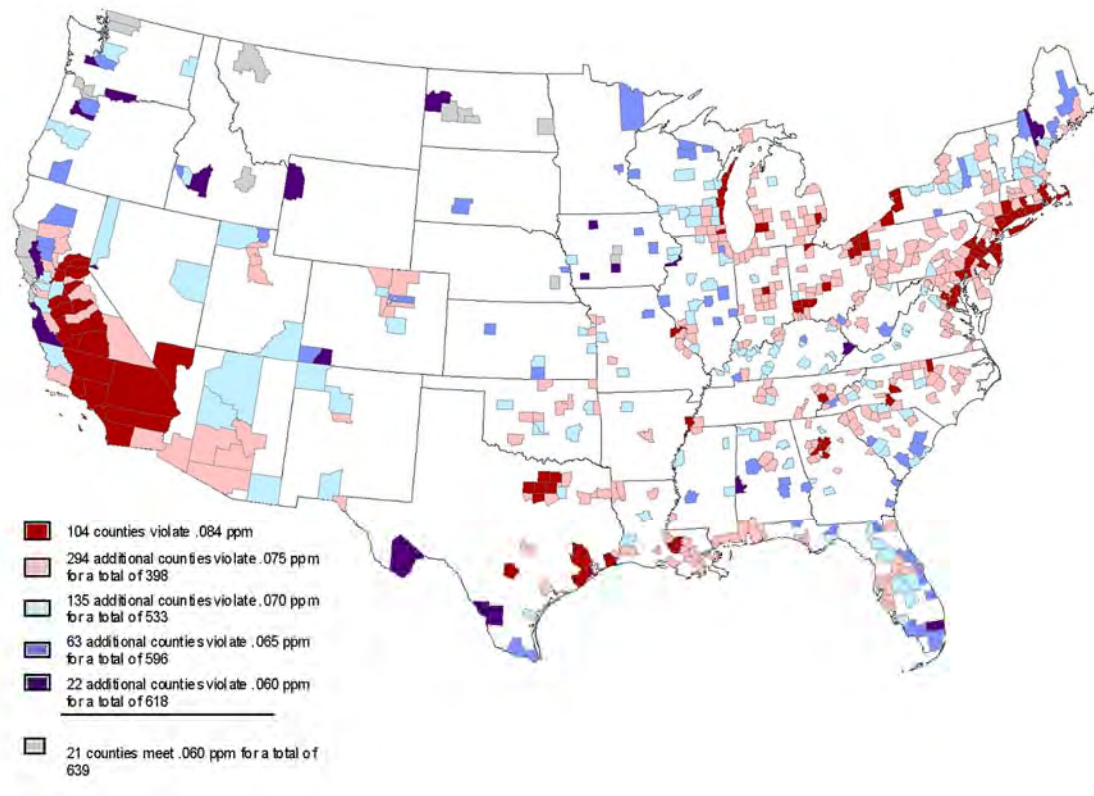 104 counties violate .084 ppm
294 additional counties violate .075 ppm
for a total of 398
135 additional counties violate .070 ppm
for a total of 533
63 additional counties violate .065 ppm
for a total of 596
22 additional counties violate .060 ppm
for a total of 618
21 counties meet .060 ppm for a total of
639